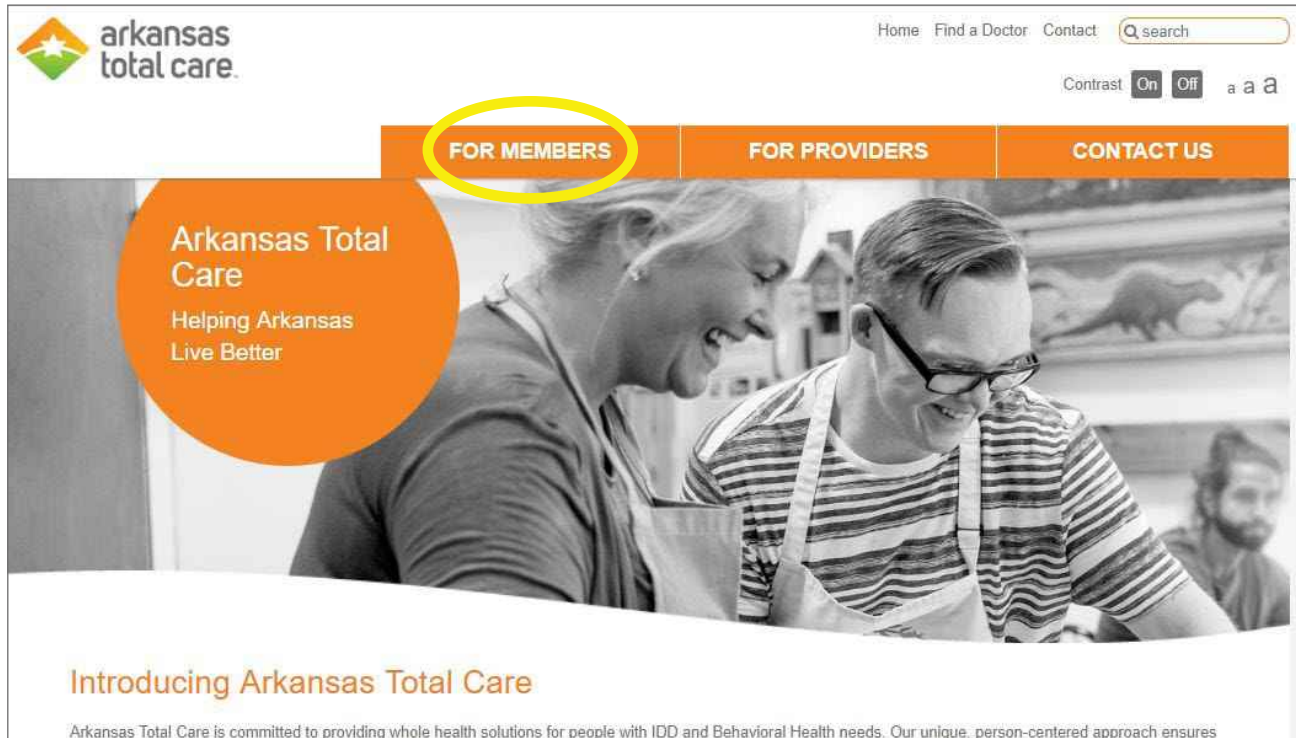 arkansas
total care.
Home Find a Doctor Contact search
Contrast On Off a a a
FOR MEMBERS FOR PROVIDERS CONTACT US
Arkansas Total
Care
Helping Arkansas
Live Better
Introducing Arkansas Total Care
Arkansas Total Care is committed to providing whole health solutions for people with IDD and Behavioral Health needs. Our unique, person-centered approach ensures